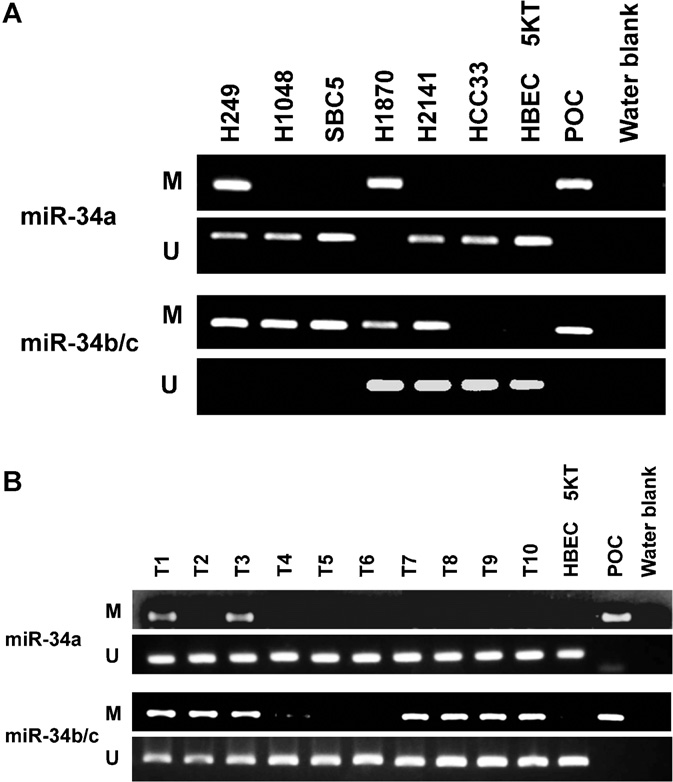 A
H249 H1048 SBC5 H1870 H2141 HCC33 HBEC 5KT POC Water blank
M
miR-34a
U
M
miR-34b/c
U
B
T1 T2 T3 T4 T5 T6 T7 T8 T9 T10 HBEC 5KT POC Water blank
M
miR-34a
U
M
miR-34b/c
U